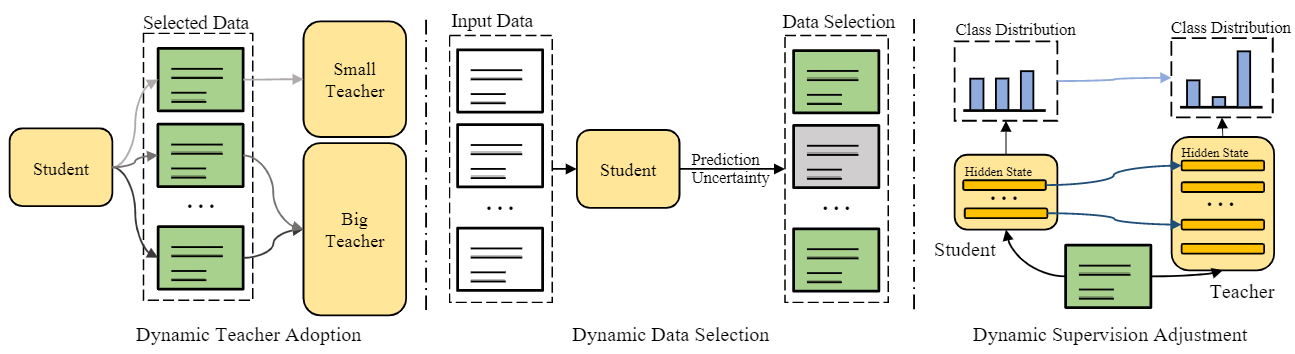 Selected Data
Student
Small
Teacher
Big
Teacher
...
Dynamic Teacher Adoption
Input Data
...
Student
Prediction
Uncertainty
Data Selection
...
Dynamic Data Selection
Class Distribution
Class Distribution
Hidden State
...
Student
Hidden State
...
Teacher
Dynamic Supervision Adjustment